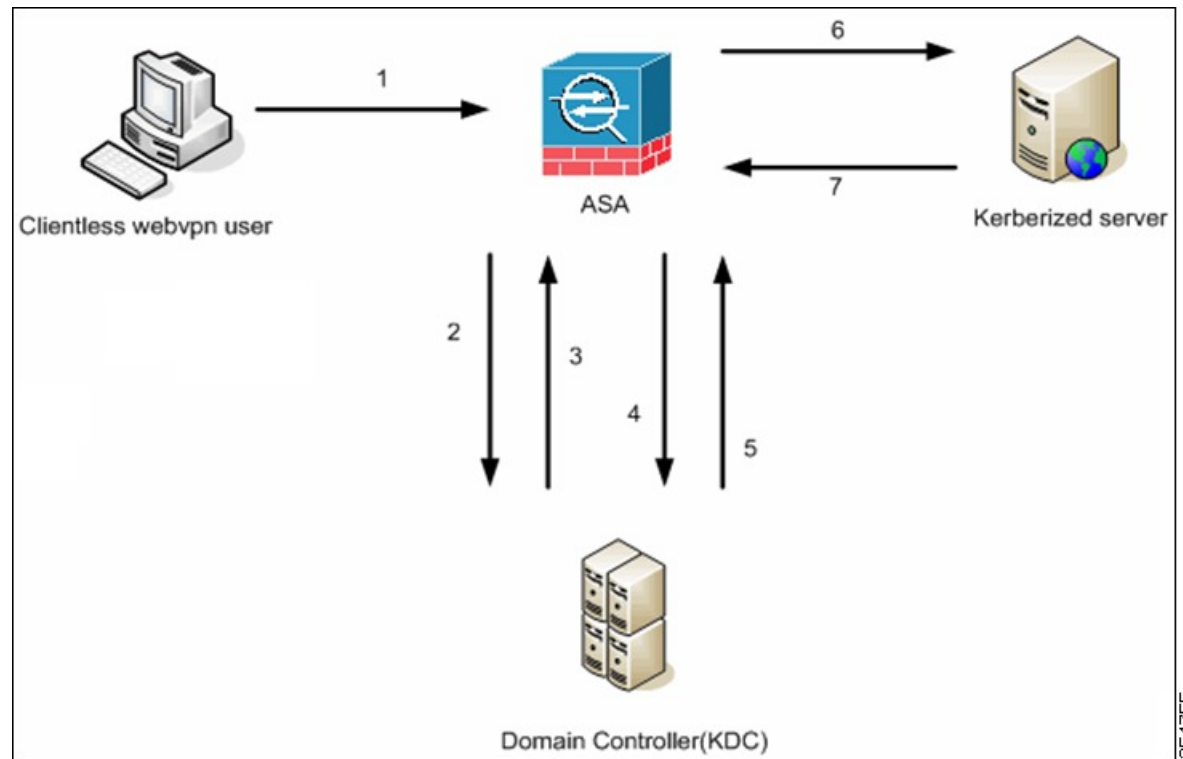 6
1
ASA
7
Clientless webvpn user
Kerberized server
2
3
4
5
Domain Controller(KDC)